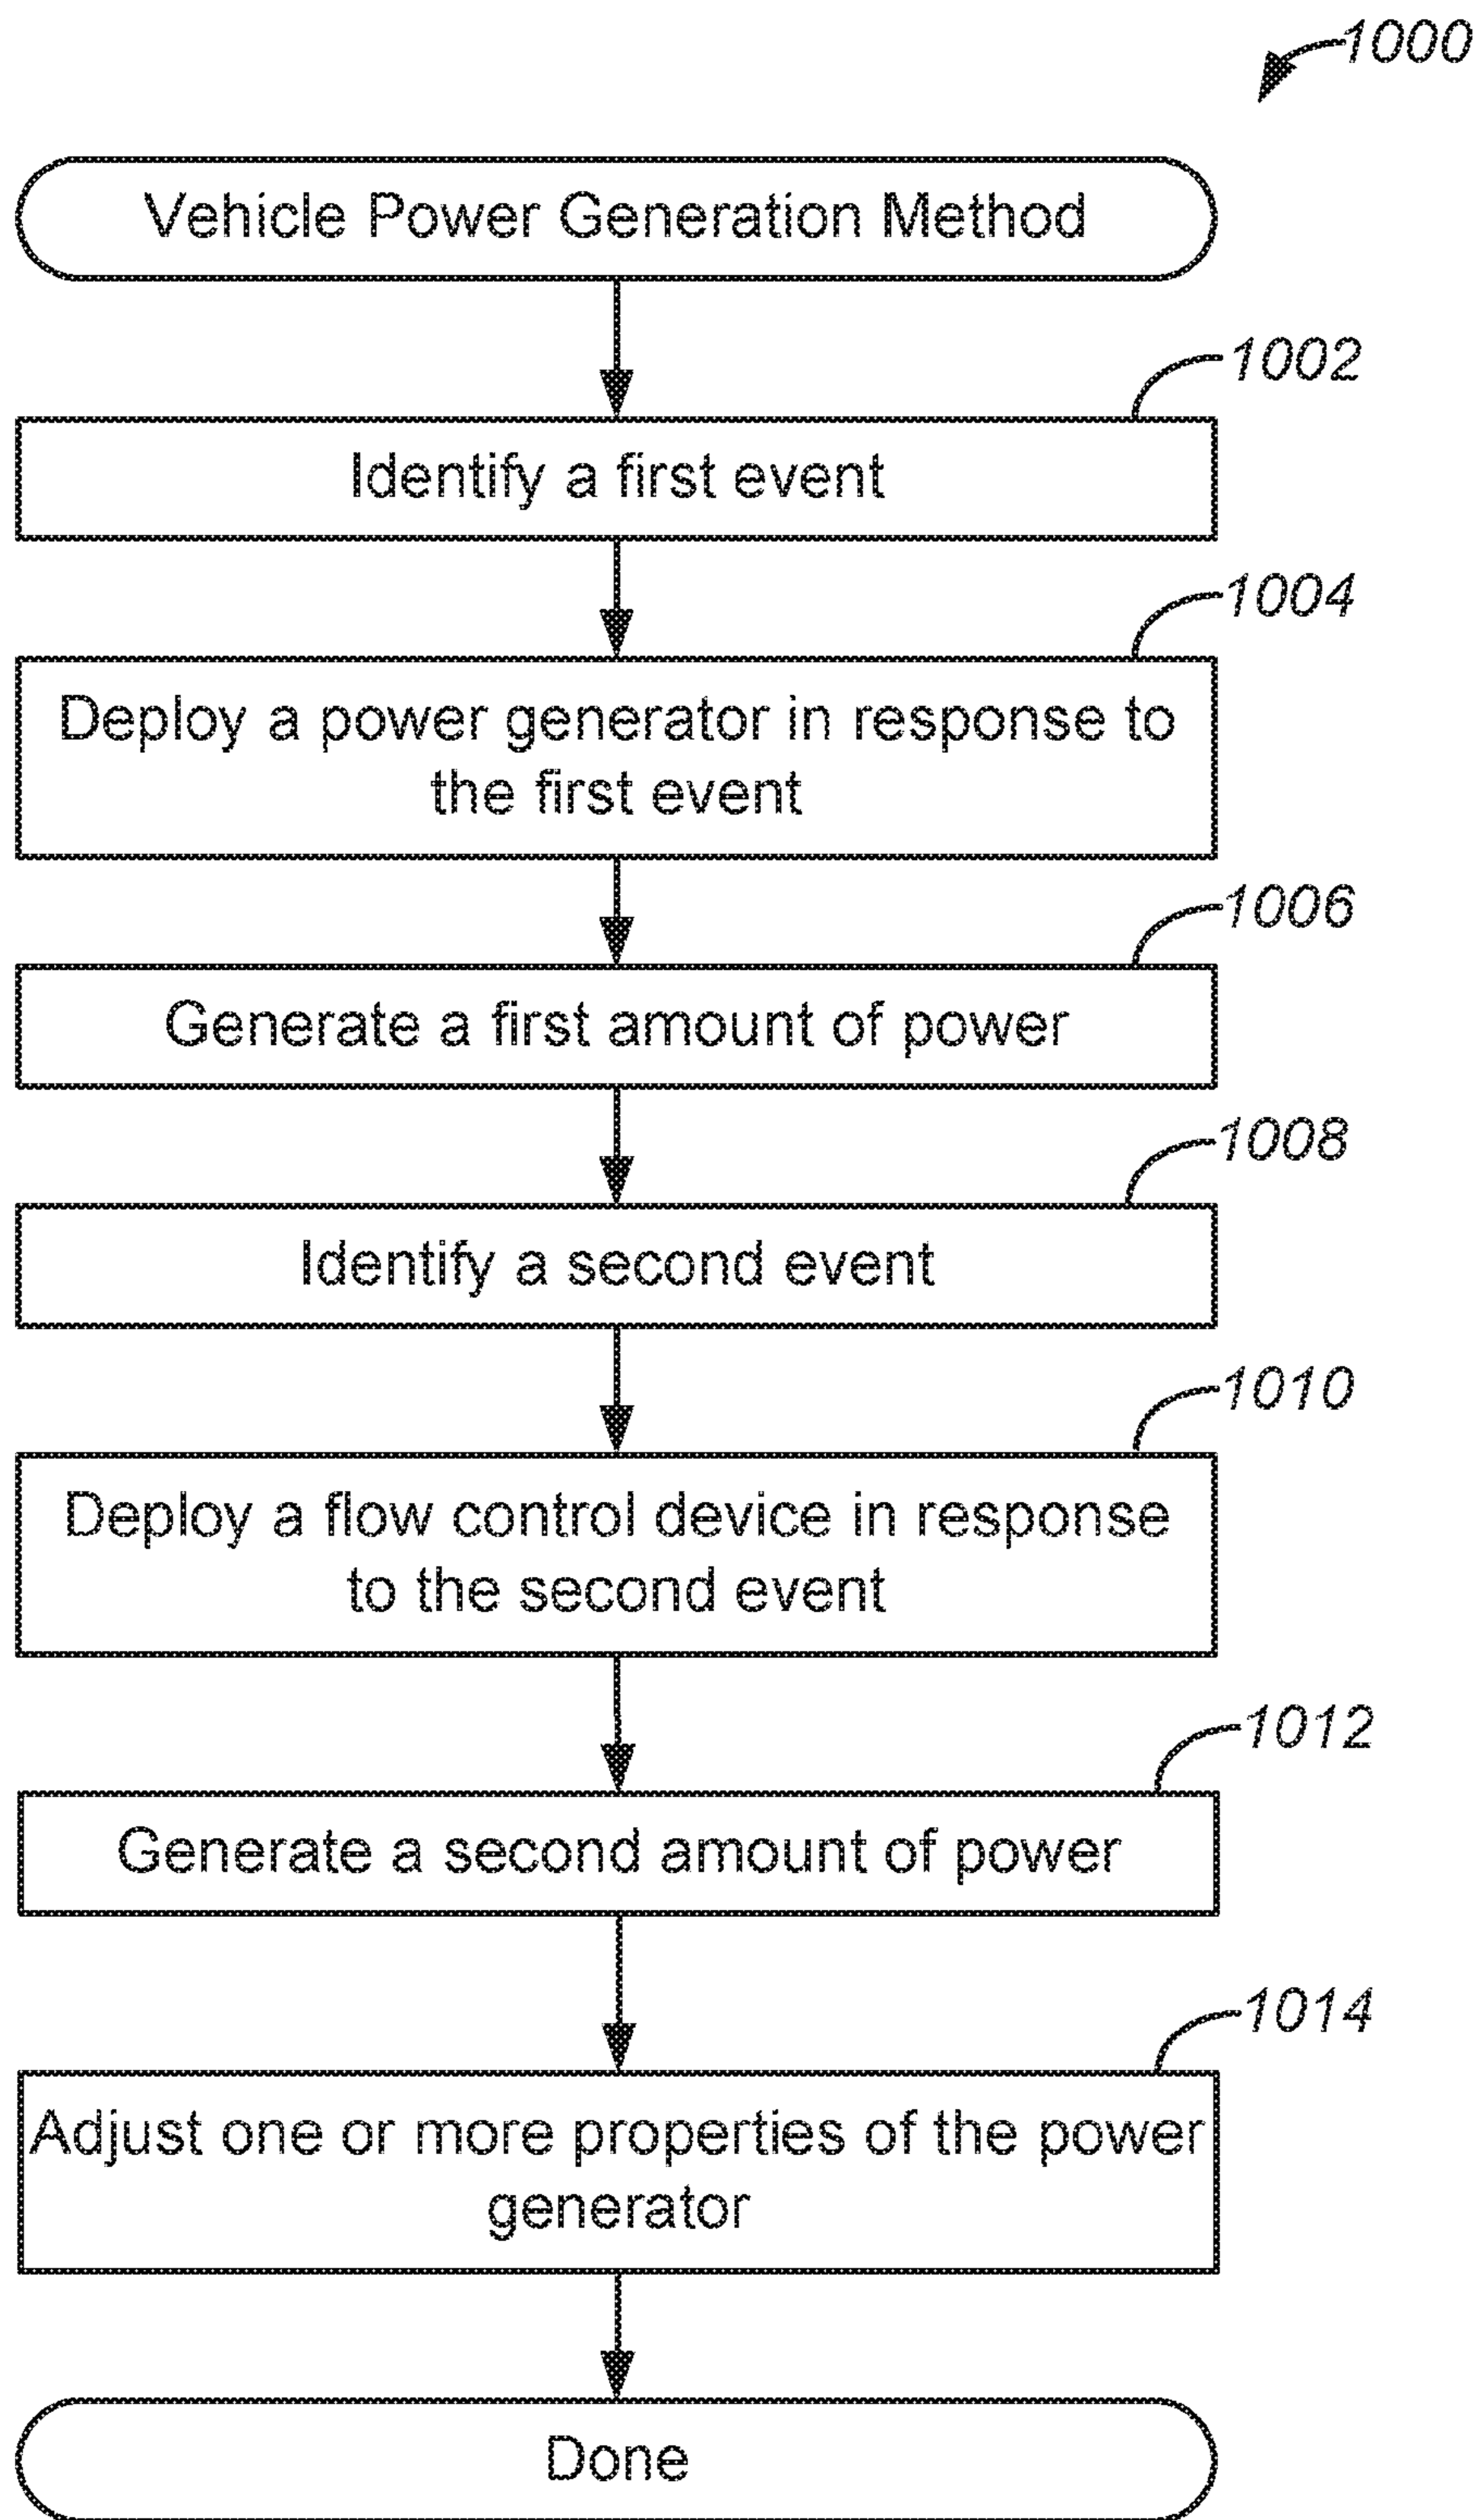 1000
Vehicle Power Generation Method
1002
Identify a first event
1004
Deploy a power generator in response to
the first event
1006
Generate a first amount of power
1008
Identify a second event
1010
Deploy a flow control device in response
to the second event
1012
Generate a second amount of power
1014
Adjust one or more properties of the power
generator
Done